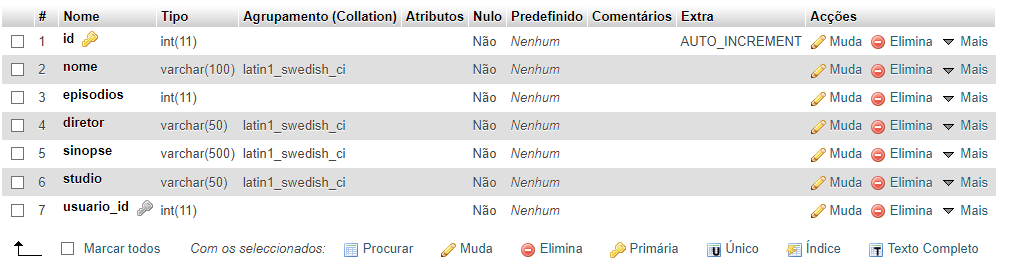 # Nome Tipo Agrupamento (Collation) Atributos Nulo Predefinido Comentários Extra Acções
1 id int(11) Não Nenhum AUTO_INCREMENT Muda Elimina Mais
2 nome varchar(100) latin1_swedish_ci Não Nenhum Muda Elimina Mais
3 episodios int(11) Não Nenhum Muda Elimina Mais
4 diretor varchar(50) latin1_swedish_ci Não Nenhum Muda Elimina Mais
5 sinopse varchar(500) latin1_swedish_ci Não Nenhum Muda Elimina Mais
6 studio varchar(50) latin1_swedish_ci Não Nenhum Muda Elimina Mais
7 usuario_id int(11) Não Nenhum Muda Elimina Mais
Marcar todos Com os seleccionados: Procurar Muda Elimina Primária U Único Índice T Texto Completo